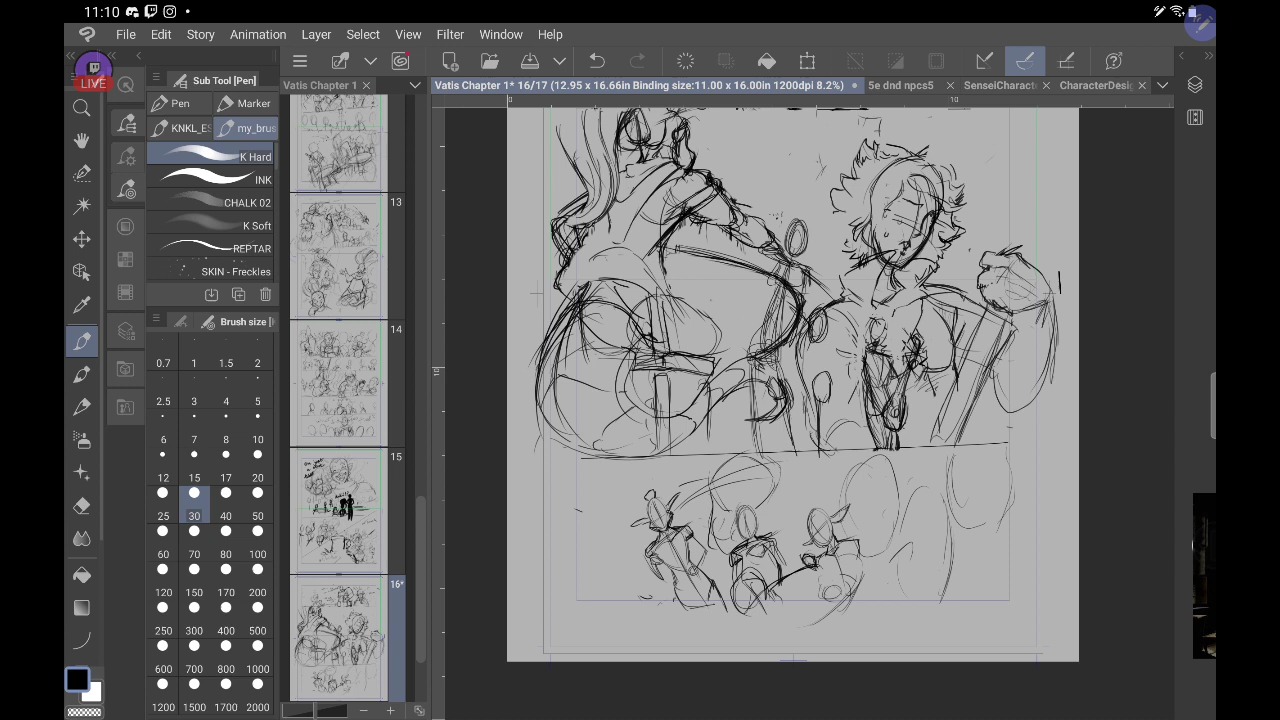 11:10
File Edit Story Animation Layer Select View Filter Window Help
LIVE
Sub Tool [Pen]
Pen Marker
KNKL_ES my_brus
K Hard
INK
CHALK 02
K Soft
REPTAR
SKIN - Freckles
Brush size [
0.7 1 1.5 2
2.5 3 4 5
6 7 8 10
12 15 17 20
25 30 40 50
60 70 80 100
120 150 170 200
250 300 400 500
600 700 800 1000
1200 1500 1700 2000
Vatis Chapter 1
13
14
15
16*
Vatis Chapter 1* 16/17 (12.95 x 16.66in Binding size:11.00 x 16.00in 1200dpi 8.2%)
5e dnd npcs5
SenseiCharact
CharacterDesig
0 10